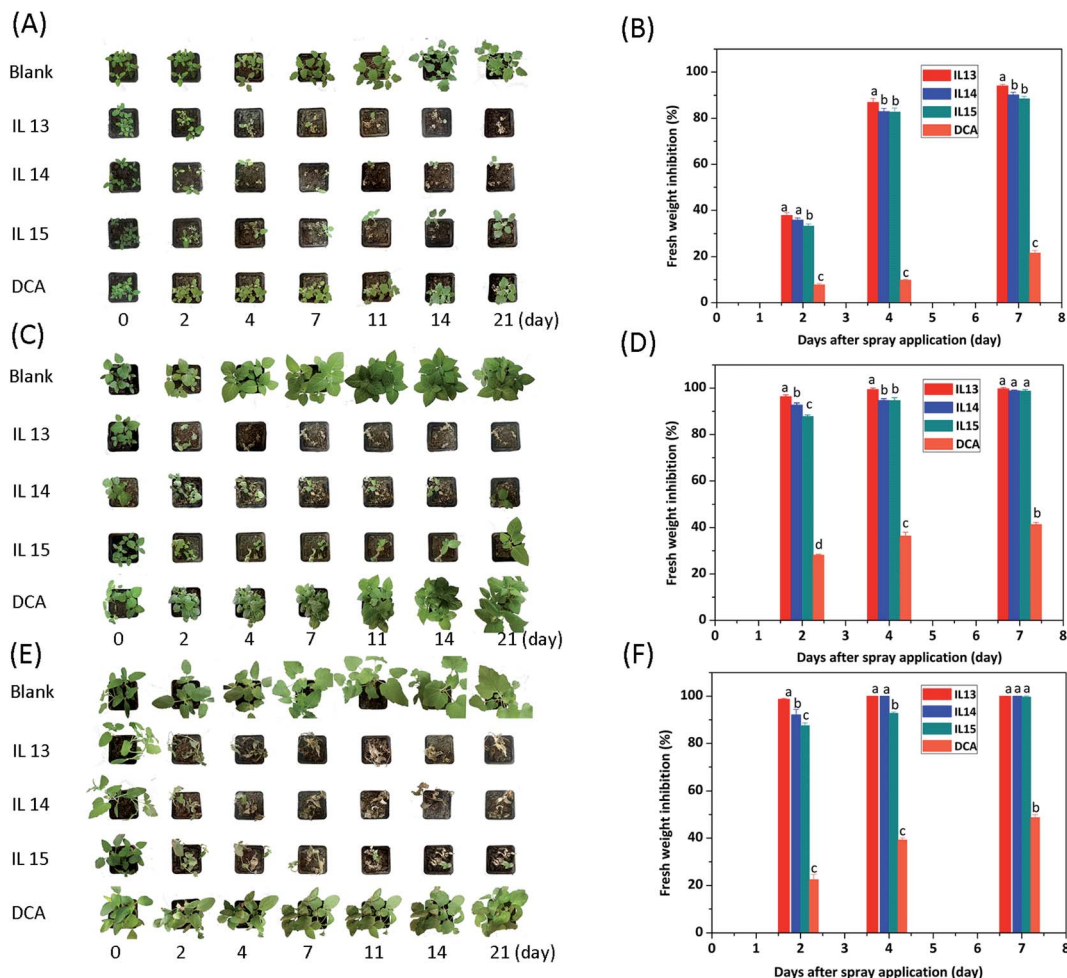 (A)
Blank
IL 13
IL 14
IL 15
DCA
0 2 4 7 11 14 21 (day)
(B)
100
80
60
40
20
0
Fresh weight inhibition (%)
IL13
IL14
IL15
DCA
a a b c
a b b c
a b b c
0 1 2 3 4 5 6 7 8
Days after spray application (day)
(C)
Blank
IL 13
IL 14
IL 15
DCA
0 2 4 7 11 14 21 (day)
(D)
100
80
60
40
20
0
Fresh weight inhibition (%)
IL13
IL14
IL15
DCA
a b c d
a b b c
a a a b
0 1 2 3 4 5 6 7 8
Days after spray application (day)
(E)
Blank
IL 13
IL 14
IL 15
DCA
0 2 4 7 11 14 21 (day)
(F)
100
80
60
40
20
0
Fresh weight inhibition (%)
IL13
IL14
IL15
DCA
a b c c
a a b c
a a a b
0 1 2 3 4 5 6 7 8
Days after spray application (day)